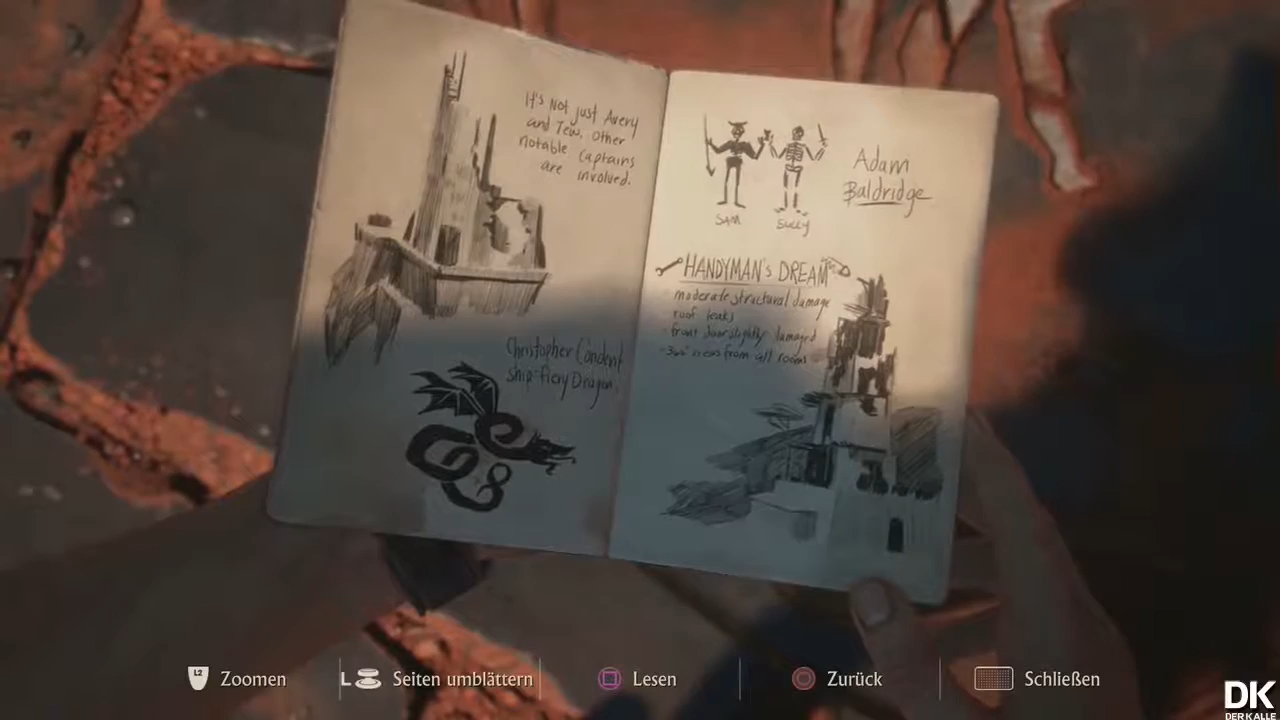 It's Not just Avery
and Tew. Other
notable Captains
are involved.
Christopher Condent
ship-fiery Dragon
SAM
SULLY
Adam
Baldridge
HANDYMAN'S DREAM
- moderate structural damage
- roof leaks
- front door slightly damaged
- 360° views from all rooms
L2 Zoomen
L Seiten umblättern
Lesen
Zurück
Schließen
DK
DERKALLE